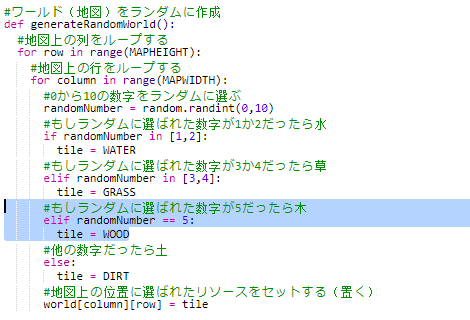 #ワールド（地図）をランダムに作成
def generateRandomWorld():
  #地図上の列をループする
  for row in range(MAPHEIGHT):
    #地図上の行をループする
    for column in range(MAPWIDTH):
      #0から10の数字をランダムに選ぶ
      randomNumber = random.randint(0,10)
      #もしランダムに選ばれた数字が1か2だったら水
      if randomNumber in [1,2]:
        tile = WATER
      #もしランダムに選ばれた数字が3か4だったら草
      elif randomNumber in [3,4]:
        tile = GRASS
      #もしランダムに選ばれた数字が5だったら木
      elif randomNumber == 5:
        tile = WOOD
      #他の数字だったら土
      else:
        tile = DIRT
      #地図上の位置に選ばれたリソースをセットする（置く）
      world[column][row] = tile